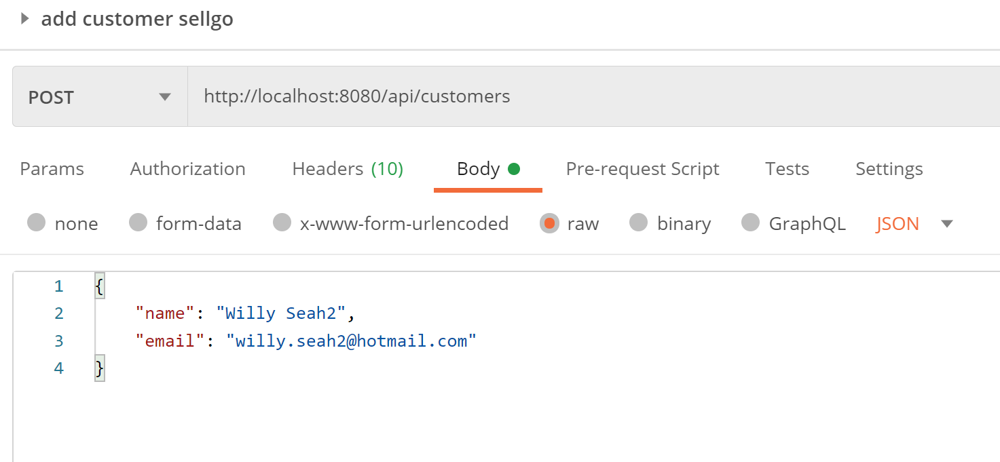 add customer sellgo
POST http://localhost:8080/api/customers
Params Authorization Headers (10) Body Pre-request Script Tests Settings
none form-data x-www-form-urlencoded raw binary GraphQL JSON
1 {
2 "name": "Willy Seah2",
3 "email": "willy.seah2@hotmail.com"
4 }